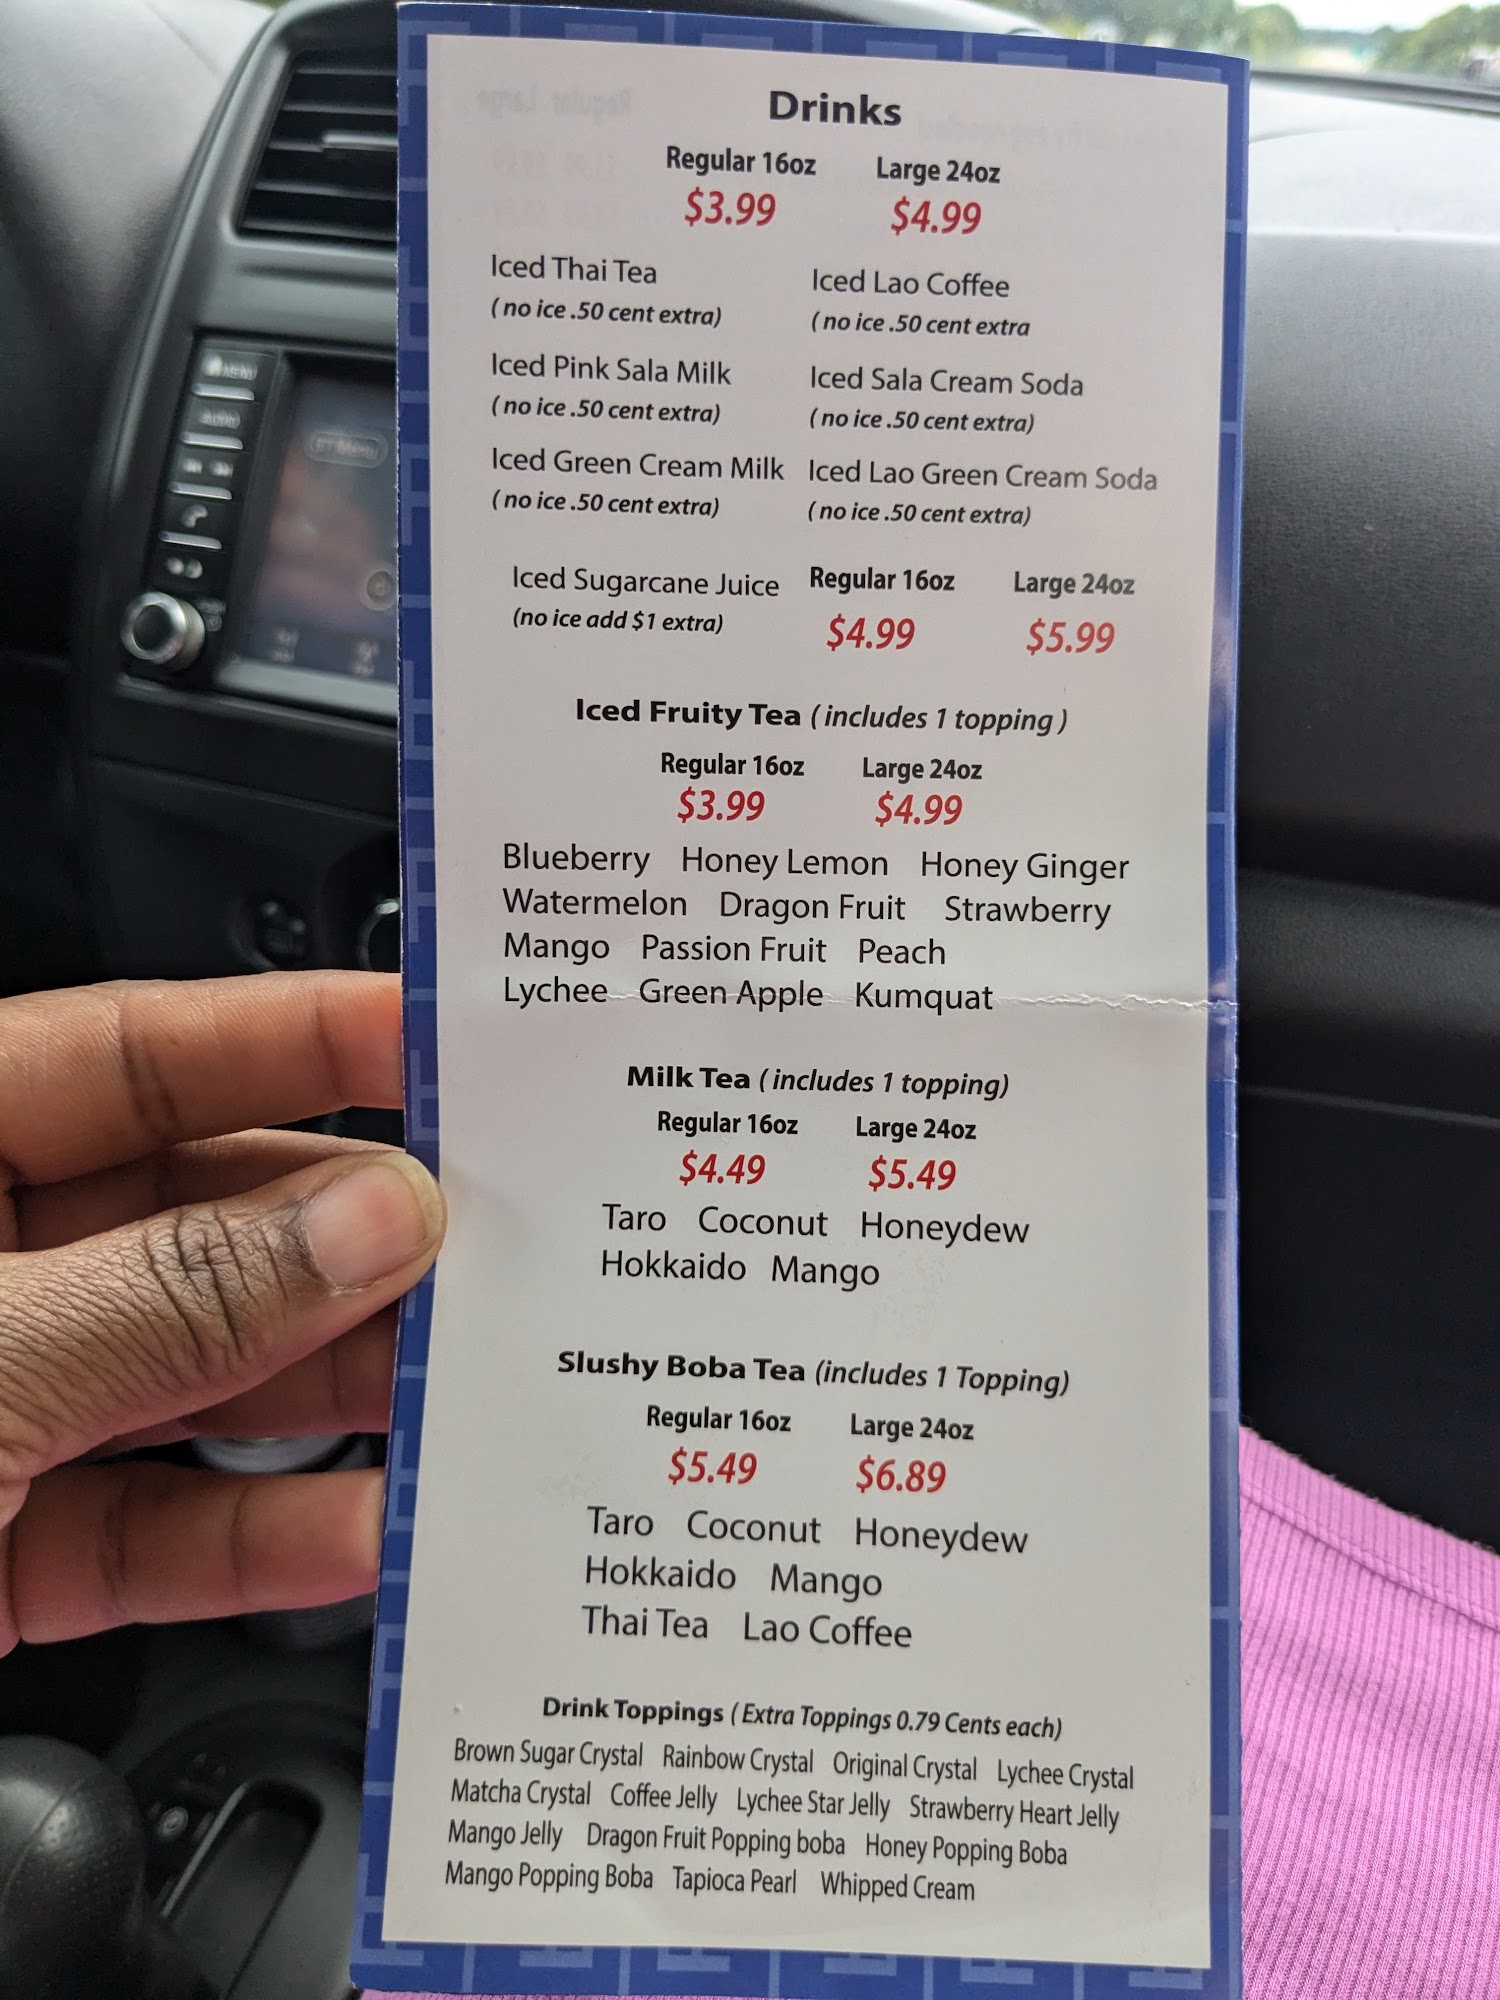 Drinks
Regular 16oz Large 24oz
$3.99 $4.99
Iced Thai Tea Iced Lao Coffee
( no ice .50 cent extra) ( no ice .50 cent extra
Iced Pink Sala Milk Iced Sala Cream Soda
( no ice .50 cent extra) ( no ice .50 cent extra)
Iced Green Cream Milk Iced Lao Green Cream Soda
( no ice .50 cent extra) ( no ice .50 cent extra)
Iced Sugarcane Juice Regular 16oz Large 24oz
(no ice add $1 extra) $4.99 $5.99
Iced Fruity Tea ( includes 1 topping )
Regular 16oz Large 24oz
$3.99 $4.99
Blueberry Honey Lemon Honey Ginger
Watermelon Dragon Fruit Strawberry
Mango Passion Fruit Peach
Lychee Green Apple Kumquat
Milk Tea ( includes 1 topping)
Regular 16oz Large 24oz
$4.49 $5.49
Taro Coconut Honeydew
Hokkaido Mango
Slushy Boba Tea (includes 1 Topping)
Regular 16oz Large 24oz
$5.49 $6.89
Taro Coconut Honeydew
Hokkaido Mango
Thai Tea Lao Coffee
Drink Toppings ( Extra Toppings 0.79 Cents each)
Brown Sugar Crystal Rainbow Crystal Original Crystal Lychee Crystal
Matcha Crystal Coffee Jelly Lychee Star Jelly Strawberry Heart Jelly
Mango Jelly Dragon Fruit Popping boba Honey Popping Boba
Mango Popping Boba Tapioca Pearl Whipped Cream
MENU
AUDIO